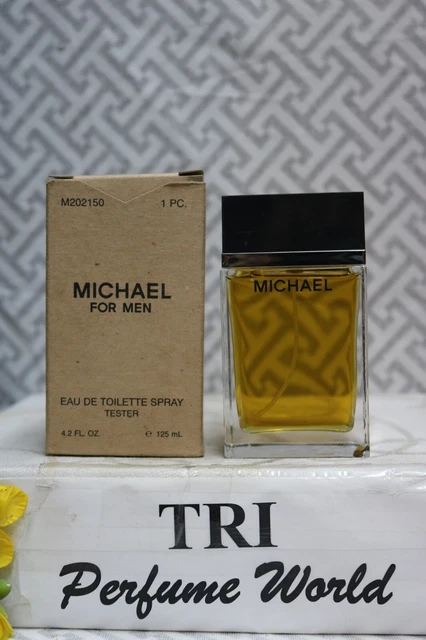 M202150 1 PC.
MICHAEL
FOR MEN
EAU DE TOILETTE SPRAY
TESTER
4.2 FL. OZ. ℮ 125 mL
MICHAEL
TRI
Perfume World